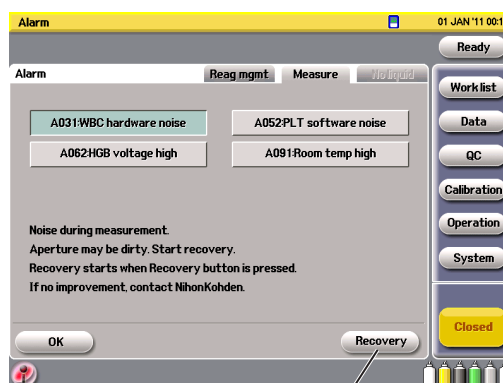 Alarm
01 JAN '11 00:1
Ready
Alarm
Reag mgmt
Measure
No liquid
Work list
A031:WBC hardware noise
A052:PLT software noise
Data
A062:HGB voltage high
A091:Room temp high
QC
Calibration
Operation
Noise during measurement.
Aperture may be dirty. Start recovery.
System
Recovery starts when Recovery button is pressed.
If no improvement, contact NihonKohden.
OK
Recovery
Closed